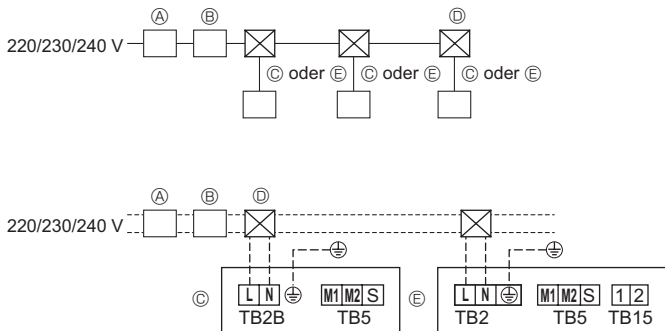 Ⓐ Ⓑ Ⓓ
220/230/240 V
Ⓒ oder Ⓔ Ⓒ oder Ⓔ Ⓒ oder Ⓔ
Ⓐ Ⓑ Ⓓ
220/230/240 V
Ⓒ L N M1 M2 S Ⓔ L N M1 M2 S 1 2
TB2B TB5 TB2 TB5 TB15